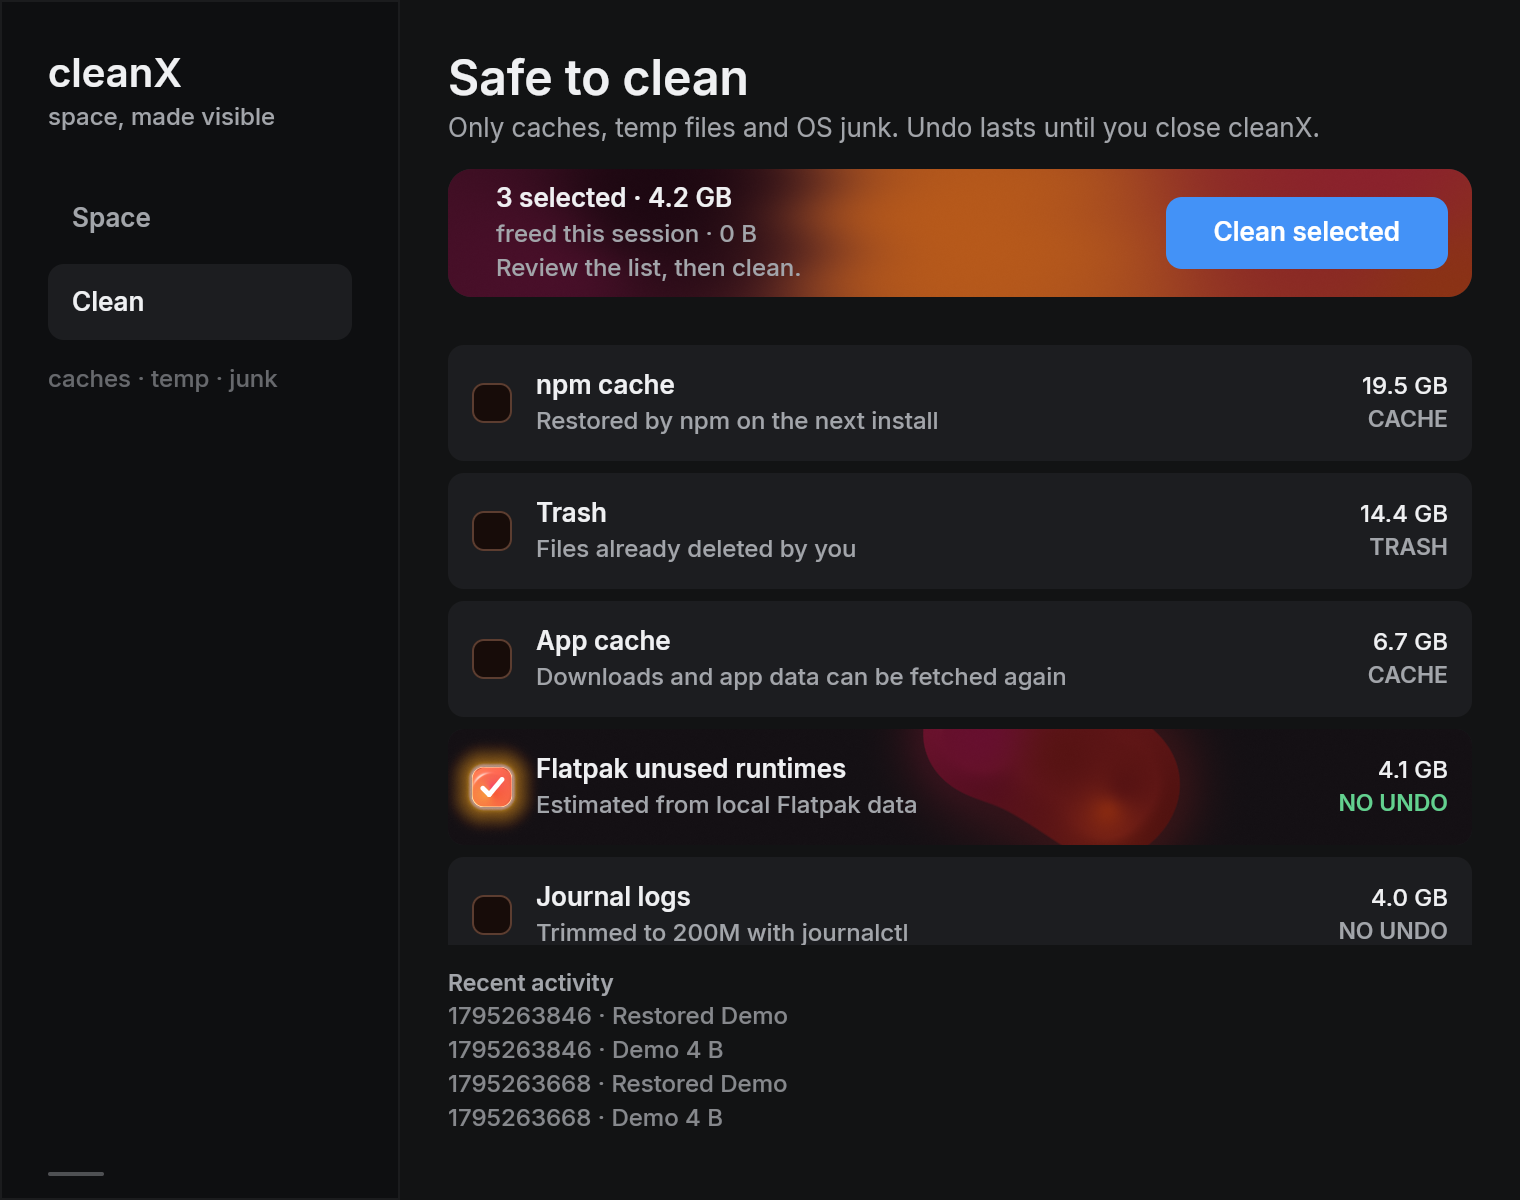 cleanX
space, made visible
Space
Clean
caches · temp · junk
Safe to clean
Only caches, temp files and OS junk. Undo lasts until you close cleanX.
3 selected · 4.2 GB
freed this session · 0 B
Review the list, then clean.
Clean selected
npm cache
Restored by npm on the next install
19.5 GB
CACHE
Trash
Files already deleted by you
14.4 GB
TRASH
App cache
Downloads and app data can be fetched again
6.7 GB
CACHE
Flatpak unused runtimes
Estimated from local Flatpak data
4.1 GB
NO UNDO
Journal logs
Trimmed to 200M with journalctl
4.0 GB
NO UNDO
Recent activity
1795263846 · Restored Demo
1795263846 · Demo 4 B
1795263668 · Restored Demo
1795263668 · Demo 4 B